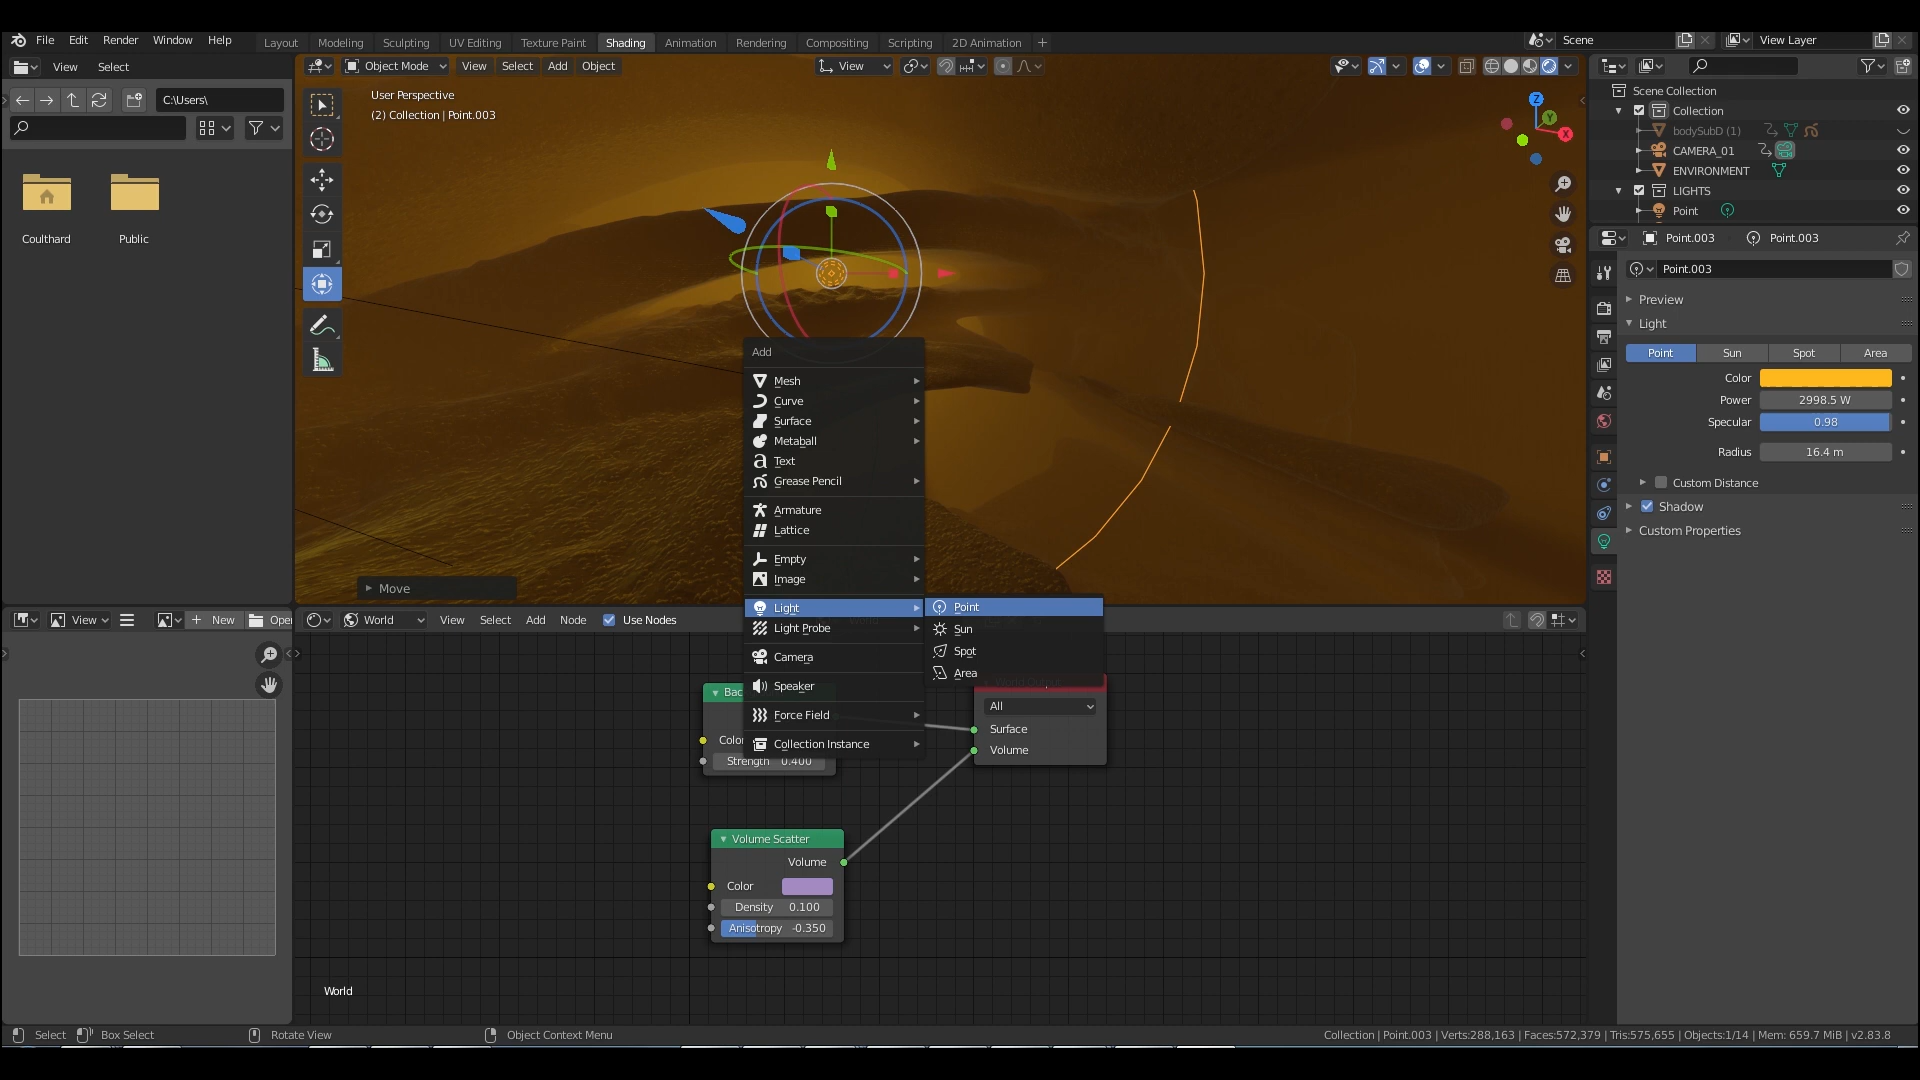 File Edit Render Window Help Layout Modeling Sculpting UV Editing Texture Paint Shading Animation Rendering Compositing Scripting 2D Animation + Scene View Layer
View Select Object Mode View Select Add Object View
C:\Users\
User Perspective
(2) Collection | Point.003
Coulthard Public
Z
Y
X
Scene Collection
Collection
bodySubD (1)
CAMERA_01
ENVIRONMENT
LIGHTS
Point
Point.003 Point.003
Point.003
Preview
Light
Point Sun Spot Area
Color
Power 2998.5 W
Specular 0.98
Radius 16.4 m
Custom Distance
Shadow
Custom Properties
Add
Mesh
Curve
Surface
Metaball
Text
Grease Pencil
Armature
Lattice
Empty
Image
Light
Light Probe
Camera
Speaker
Force Field
Collection Instance
Point
Sun
Spot
Area
Move
View + New Open World View Select Add Node Use Nodes
Bac
Color
Strength 0.400
World Output
All
Surface
Volume
Volume Scatter
Volume
Color
Density 0.100
Anisotropy -0.350
World
Select Box Select Rotate View Object Context Menu Collection | Point.003 | Verts:288,163 | Faces:572,379 | Tris:575,655 | Objects:1/14 | Mem: 659.7 MiB | v2.83.8